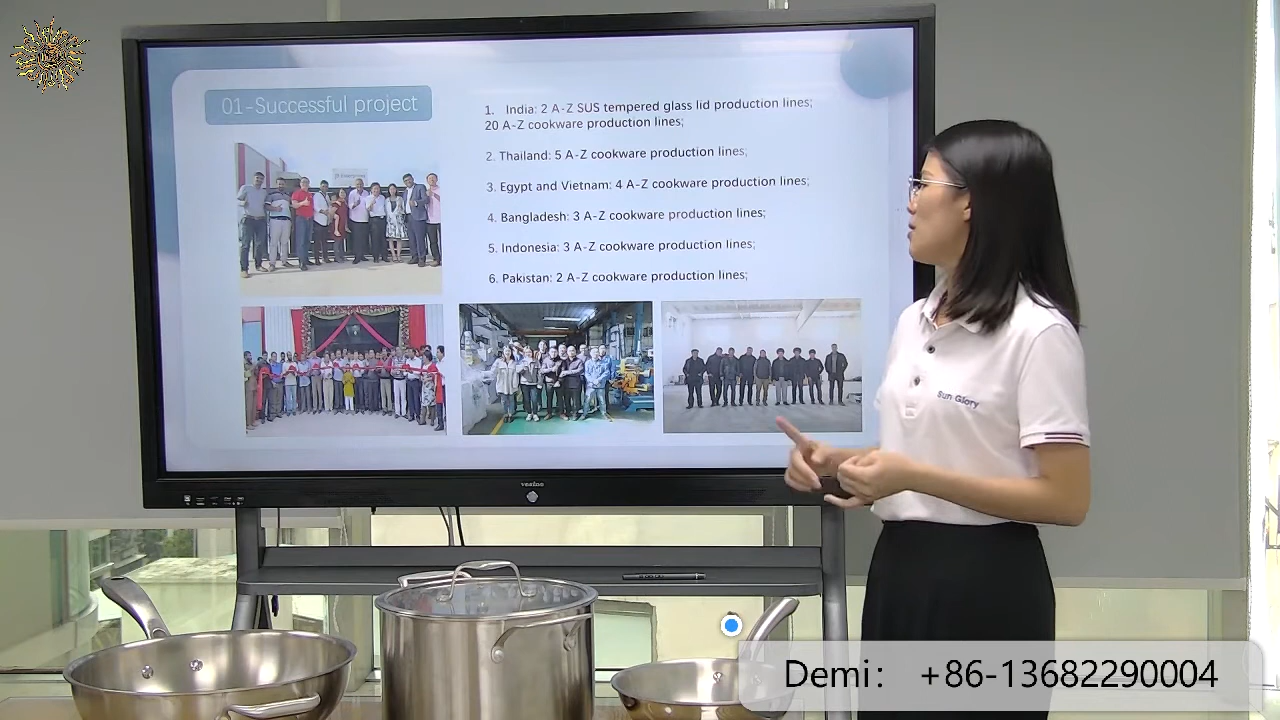 01-Successful project
1. India: 2 A-Z SUS tempered glass lid production lines;
20 A-Z cookware production lines;
2. Thailand: 5 A-Z cookware production lines;
3. Egypt and Vietnam: 4 A-Z cookware production lines;
4. Bangladesh: 3 A-Z cookware production lines;
5. Indonesia: 3 A-Z cookware production lines;
6. Pakistan: 2 A-Z cookware production lines;
Sun Glory
Demi: +86-13682290004